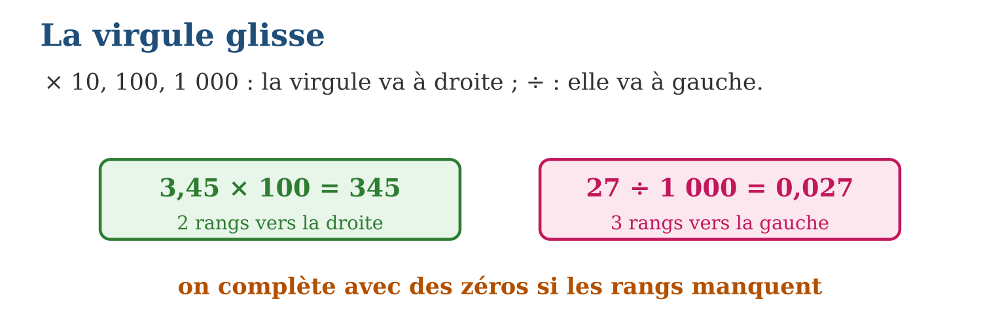 La virgule glisse
× 10, 100, 1 000 : la virgule va à droite ; ÷ : elle va à gauche.
3,45 × 100 = 345
2 rangs vers la droite
27 ÷ 1 000 = 0,027
3 rangs vers la gauche
on complète avec des zéros si les rangs manquent